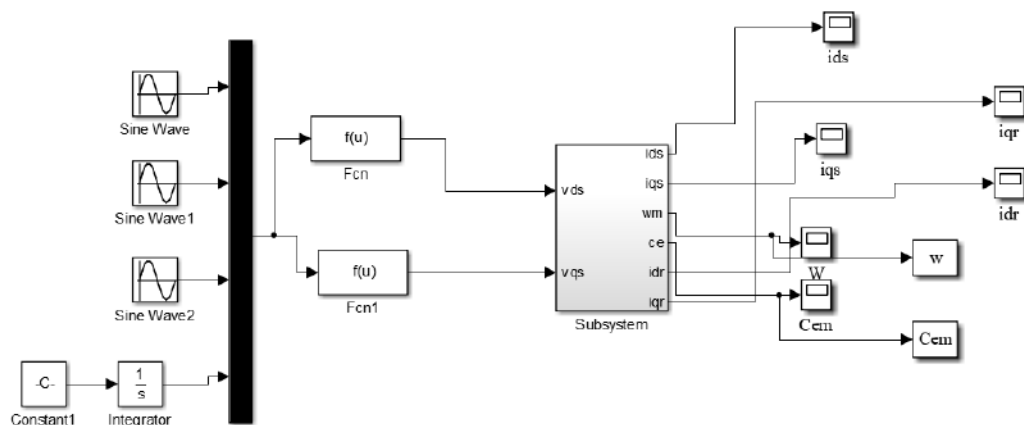 ids
iqr
Sine Wave
f(u)
Fcn
iqs
ids
iqs
wm
ce
idr
iqr
vds
vqs
Subsystem
idr
Sine Wave1
W
w
f(u)
Fcn1
Sine Wave2
Cem
Cem
-C-
Constant1
1
s
Integrator